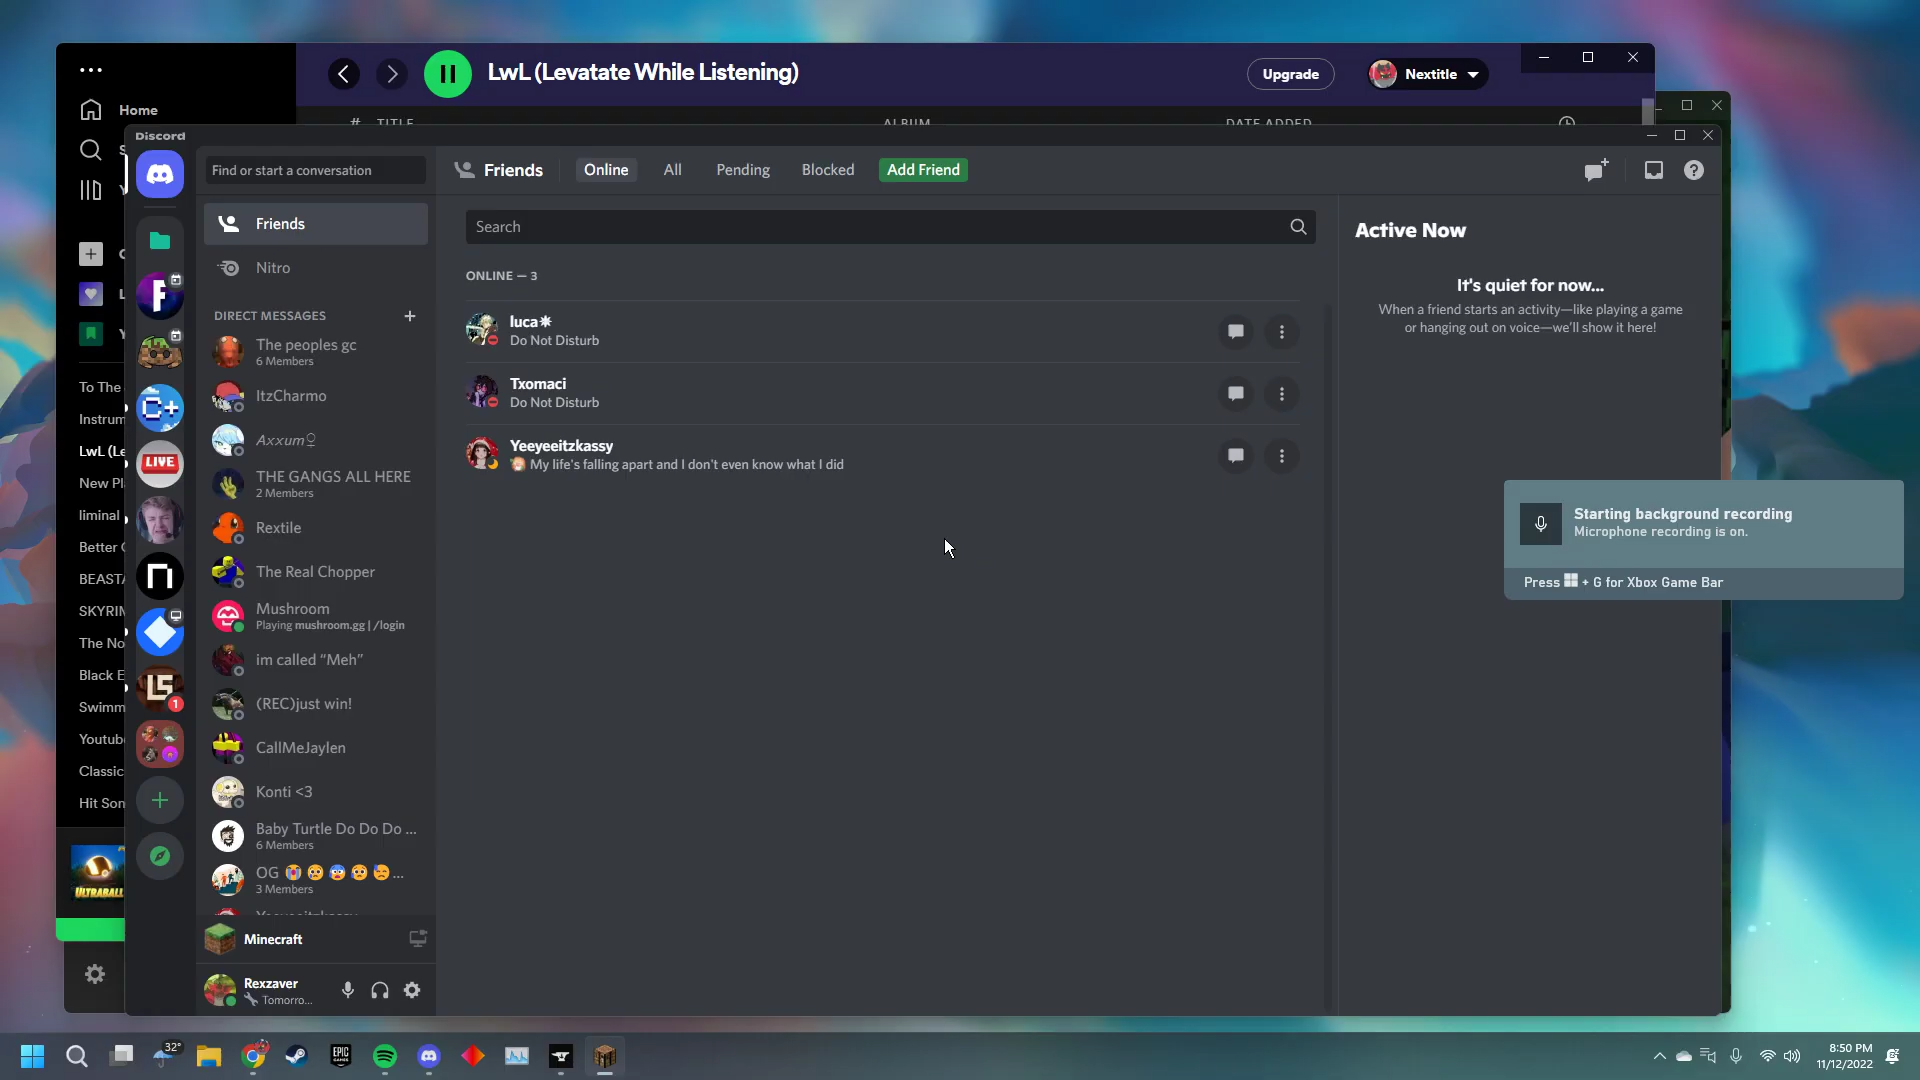 LwL (Levatate While Listening)
Upgrade
Nextitle
Home
# TITLE
ALBUM
DATE ADDED
To The
Instrum
LwL (Le
New Pl
liminal
Better
BEAST
SKYRIM
The No
Black E
Swimm
Youtub
Classic
Hit Son
ULTRABALL
Discord
Find or start a conversation
Friends
Nitro
DIRECT MESSAGES
The peoples gc
6 Members
ItzCharmo
Axxum♀
THE GANGS ALL HERE
2 Members
Rextile
The Real Chopper
Mushroom
Playing mushroom.gg | /login
im called “Meh”
(REC)just win!
CallMeJaylen
Konti <3
Baby Turtle Do Do Do ...
6 Members
OG 😭😢😨😥😓...
3 Members
Yeeyeeitzkassy
Minecraft
Rexzaver
Tomorro...
C+
LIVE
LS
1
Friends
Online
All
Pending
Blocked
Add Friend
Search
ONLINE — 3
luca✷
Do Not Disturb
Txomaci
Do Not Disturb
Yeeyeeitzkassy
My life's falling apart and I don't even know what I did
Active Now
It's quiet for now...
When a friend starts an activity—like playing a game
or hanging out on voice—we'll show it here!
Starting background recording
Microphone recording is on.
Press + G for Xbox Game Bar
32°
EPIC
GAMES
8:50 PM
11/12/2022